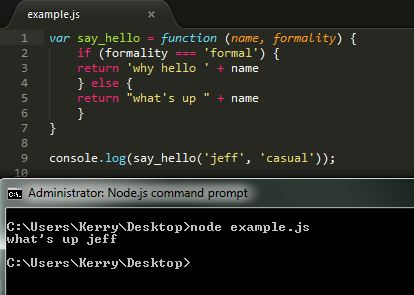 example.js ×
1 var say_hello = function (name, formality) {
2 if (formality === 'formal') {
3 return 'why hello ' + name
4 } else {
5 return "what's up " + name
6 }
7 }
8
9 console.log(say_hello('jeff', 'casual'));
10
Administrator: Node.js command prompt
C:\Users\Kerry\Desktop>node example.js
what's up jeff
C:\Users\Kerry\Desktop>